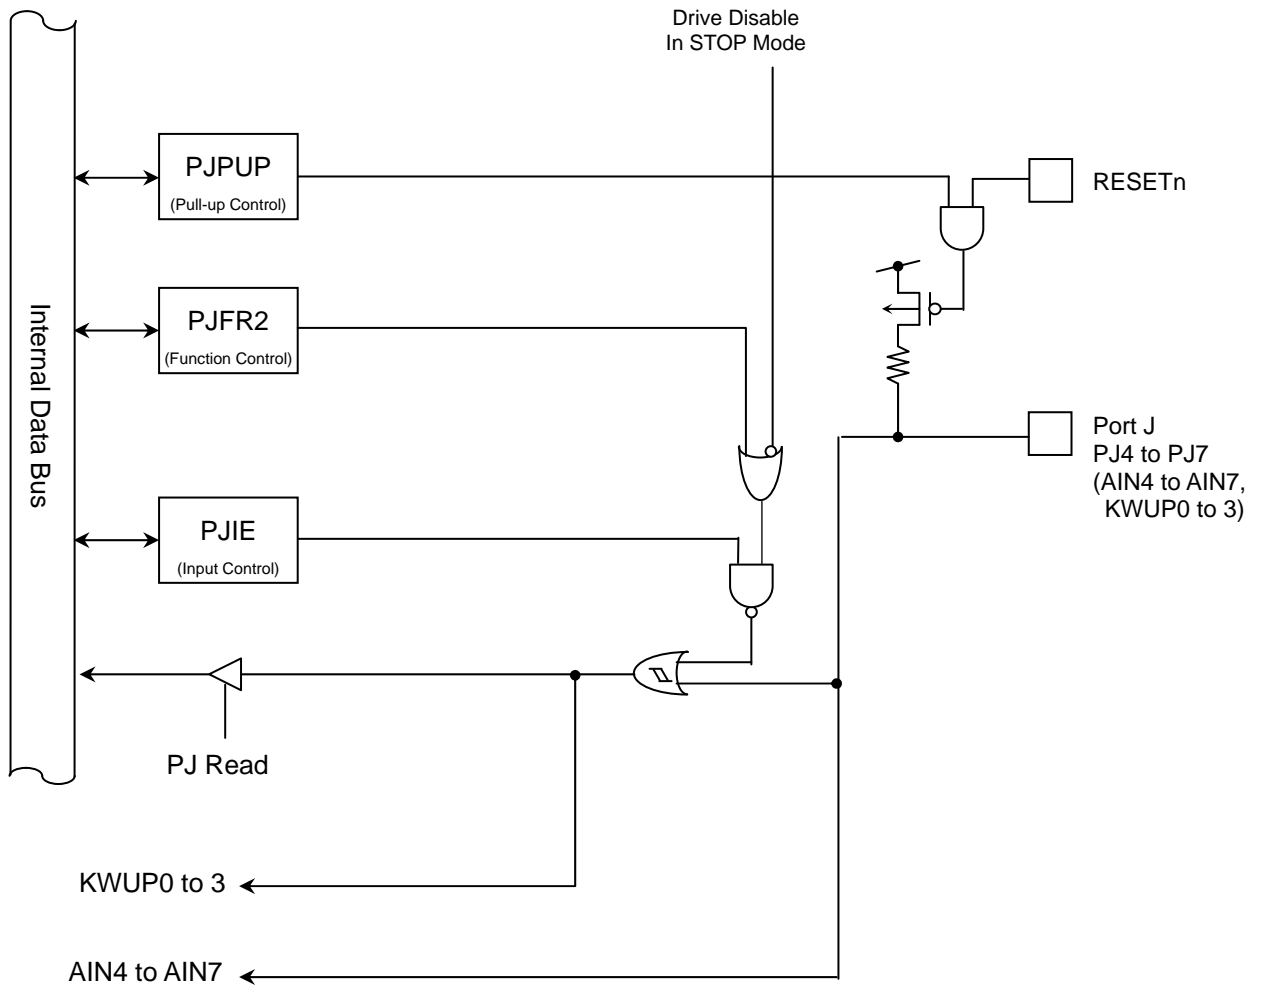 Drive Disable
In STOP Mode
PJPUP
(Pull-up Control)
RESETn
PJFR2
(Function Control)
Internal Data Bus
Port J
PJ4 to PJ7
(AIN4 to AIN7,
KWUP0 to 3)
PJIE
(Input Control)
PJ Read
KWUP0 to 3
AIN4 to AIN7